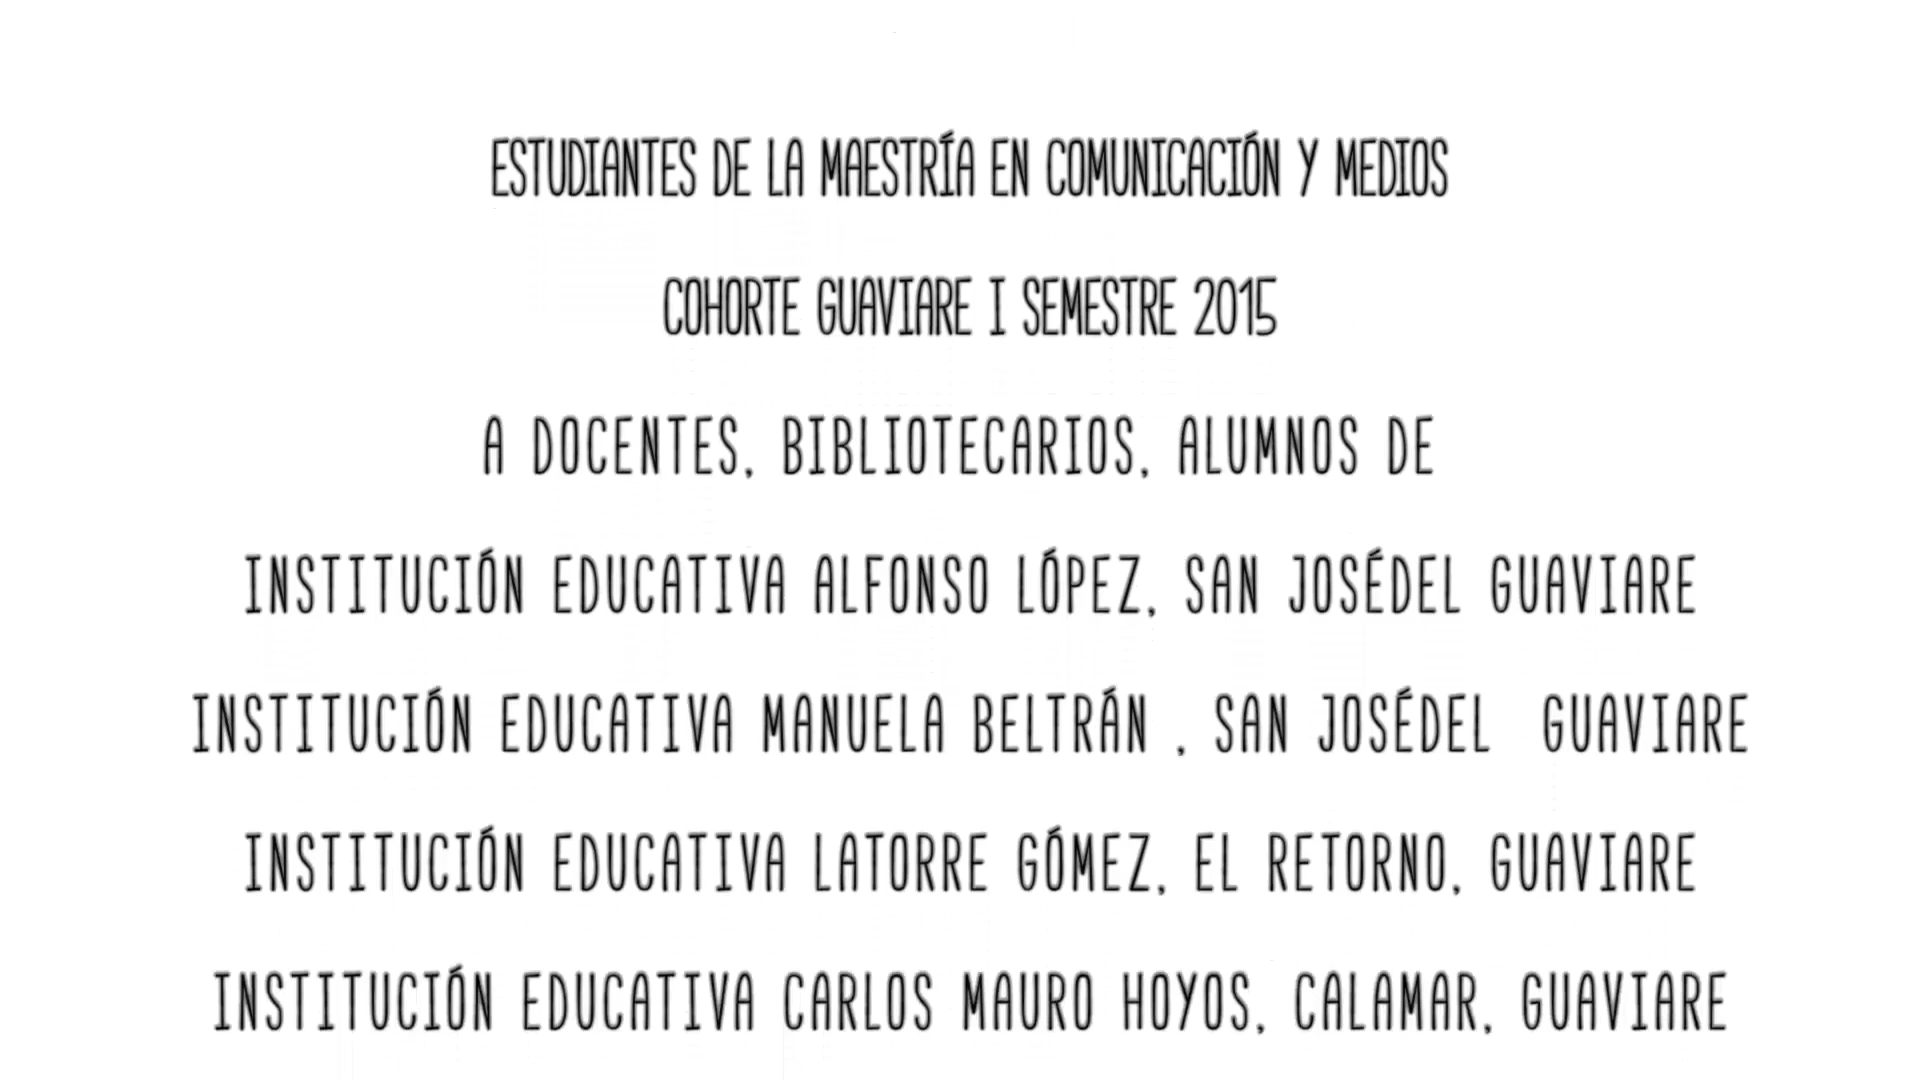 ESTUDIANTES DE LA MAESTRÍA EN COMUNICACIÓN Y MEDIOS
COHORTE GUAVIARE I SEMESTRE 2015
A DOCENTES, BIBLIOTECARIOS, ALUMNOS DE
INSTITUCIÓN EDUCATIVA ALFONSO LÓPEZ, SAN JOSÉDEL GUAVIARE
INSTITUCIÓN EDUCATIVA MANUELA BELTRÁN , SAN JOSÉDEL  GUAVIARE
INSTITUCIÓN EDUCATIVA LATORRE GÓMEZ, EL RETORNO, GUAVIARE
INSTITUCIÓN EDUCATIVA CARLOS MAURO HOYOS, CALAMAR, GUAVIARE